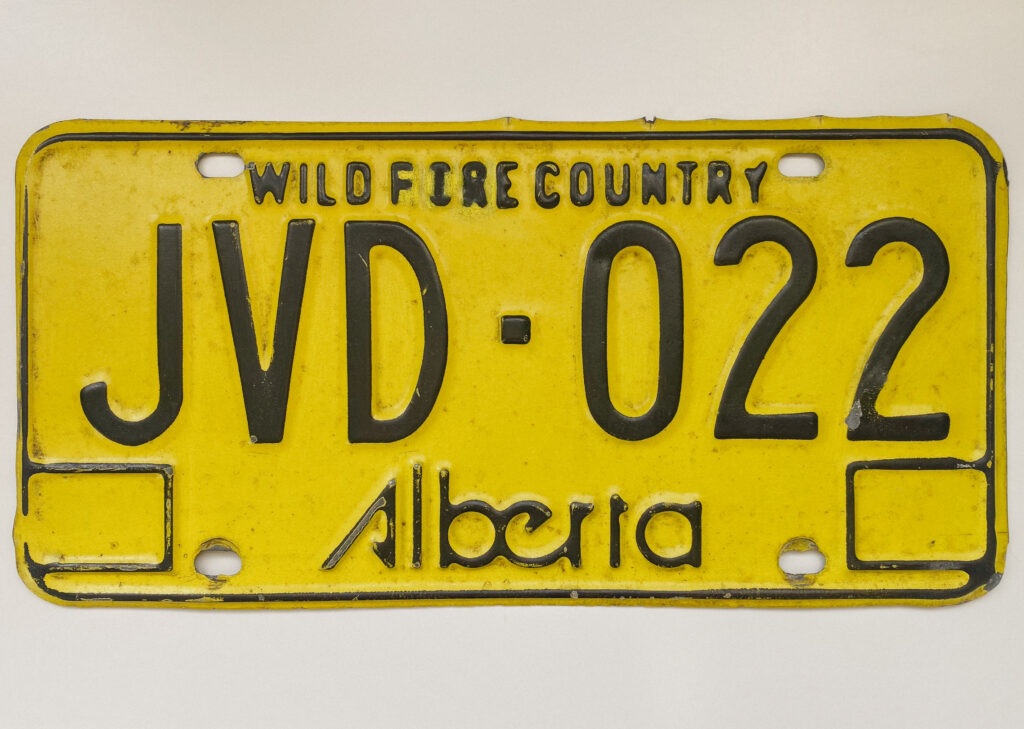 WILD FIRE COUNTRY
JVD·022
Alberta